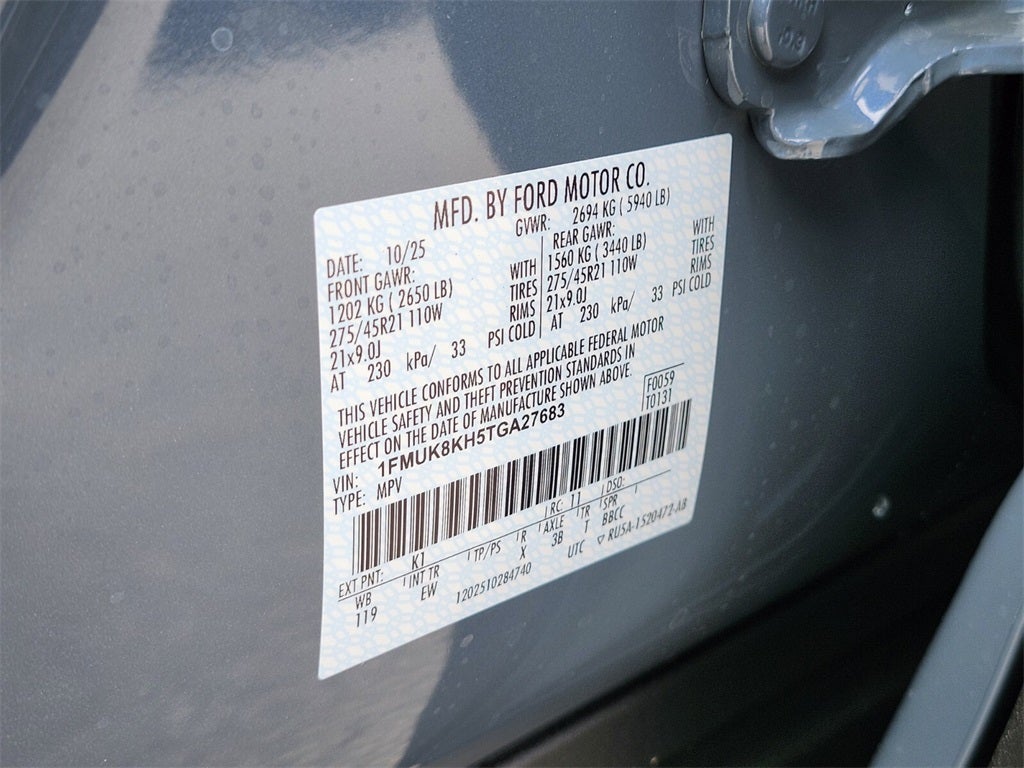 MFD. BY FORD MOTOR CO.
DATE: 10/25 GVWR: 2694 KG ( 5940 LB)
FRONT GAWR: REAR GAWR:
1202 KG ( 2650 LB) WITH 1560 KG ( 3440 LB) WITH
275/45R21 110W TIRES 275/45R21 110W TIRES
21x9.0J RIMS 21x9.0J RIMS
AT 230 kPa/ 33 PSI COLD AT 230 kPa/ 33 PSI COLD
THIS VEHICLE CONFORMS TO ALL APPLICABLE FEDERAL MOTOR
VEHICLE SAFETY AND THEFT PREVENTION STANDARDS IN
EFFECT ON THE DATE OF MANUFACTURE SHOWN ABOVE.
F0059
T0131
VIN: 1FMUK8KH5TGA27683
TYPE: MPV
EXT PNT: K1 RC: 11 DSO:
WB INT TR TP/PS R AXLE TR SPR
119 EW X 3B T BBCC
1202510284740 UTC ▽ RU5A-1520472-AB